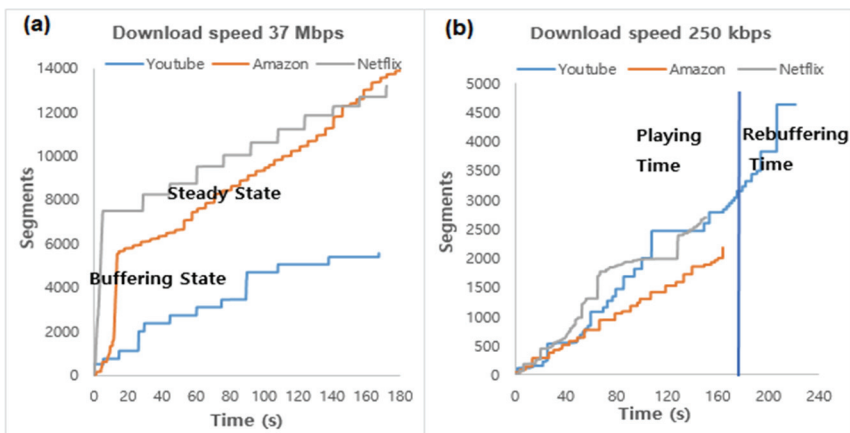 (a)
Download speed 37 Mbps
Youtube Amazon Netflix
Segments
14000
12000
10000
8000
6000
4000
2000
0
Steady State
Buffering State
0 20 40 60 80 100 120 140 160 180
Time (s)
(b)
Download speed 250 kbps
Youtube Amazon Netflix
Segments
5000
4500
4000
3500
3000
2500
2000
1500
1000
500
0
Playing
Time
Rebuffering
Time
0 40 80 120 160 200 240
Time (s)